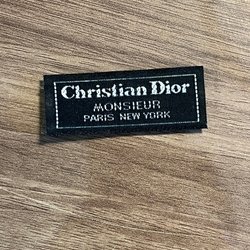 Christian Dior
MONSIEUR
PARIS NEW YORK